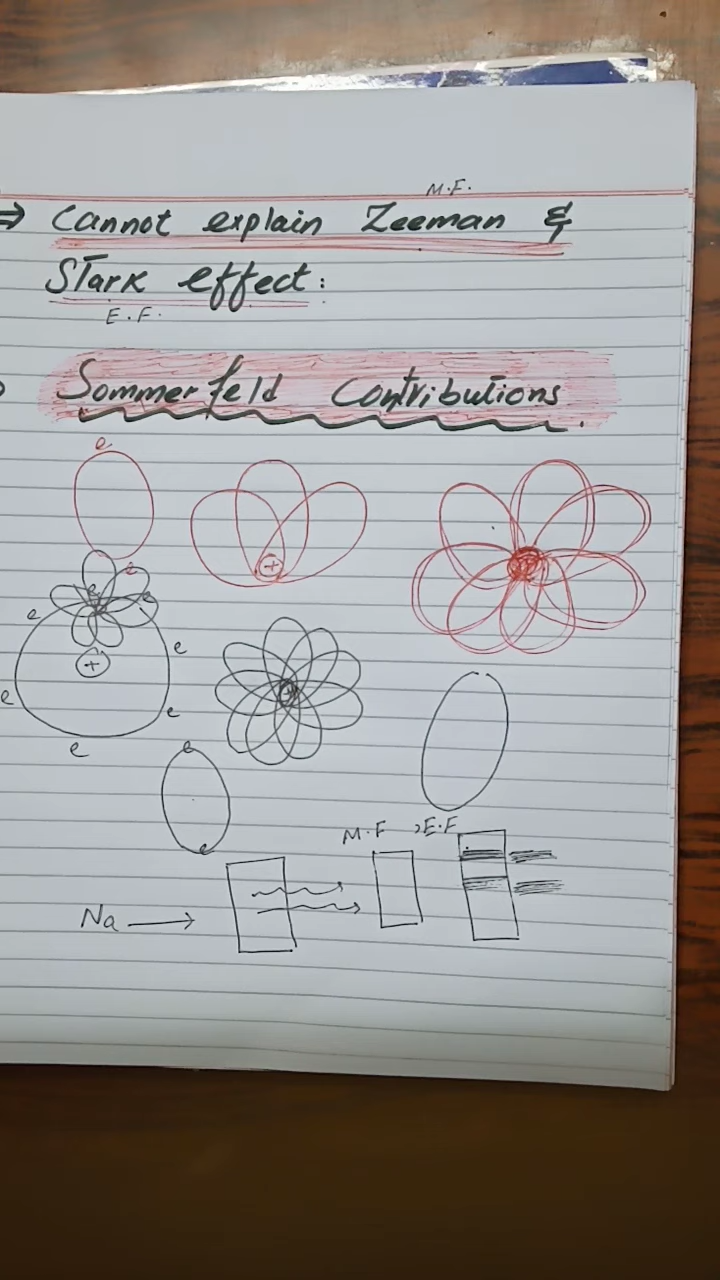 M.F.
⇒ Cannot explain Zeeman &
Stark effect:
E.F.
Sommerfeld Contributions.
e
+
e
e
e
e
e
+
e
e
e
e
+
e
e
M.F , E.F
Na